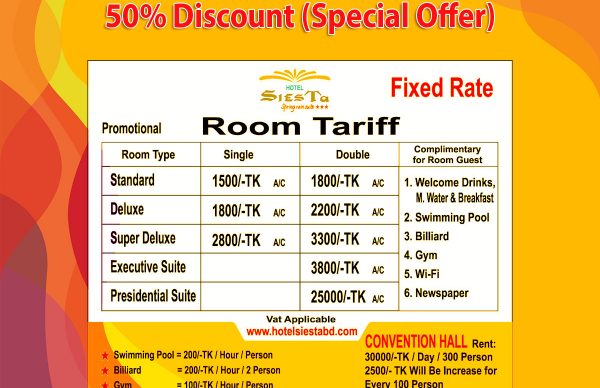 50% Discount (Special Offer)
HOTEL
SiesTa
Fixed Rate
Promotional Room Tariff
Room Type Single Double Complimentary for Room Guest
Standard 1500/-TK A/C 1800/-TK A/C
Deluxe 1800/-TK A/C 2200/-TK A/C
Super Deluxe 2800/-TK A/C 3300/-TK A/C
Executive Suite 3800/-TK A/C
Presidential Suite 25000/-TK A/C
1. Welcome Drinks,
M. Water & Breakfast
2. Swimming Pool
3. Billiard
4. Gym
5. Wi-Fi
6. Newspaper
Vat Applicable
www.hotelsiestabd.com
★ Swimming Pool = 200/-TK / Hour / Person
★ Billiard = 200/-TK / Hour / 2 Person
★ Gym = 100/-TK / Hour / Person
CONVENTION HALL Rent:
30000/-TK / Day / 300 Person
2500/- TK Will Be Increase for
Every 100 Person